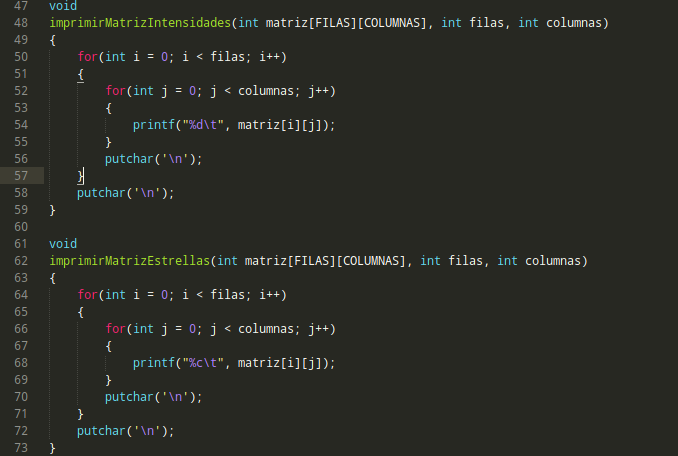 47 void
48 imprimirMatrizIntensidades(int matriz[FILAS][COLUMNAS], int filas, int columnas)
49 {
50     for(int i = 0; i < filas; i++)
51     {
52         for(int j = 0; j < columnas; j++)
53         {
54             printf("%d\t", matriz[i][j]);
55         }
56         putchar('\n');
57     }
58     putchar('\n');
59 }
60
61 void
62 imprimirMatrizEstrellas(int matriz[FILAS][COLUMNAS], int filas, int columnas)
63 {
64     for(int i = 0; i < filas; i++)
65     {
66         for(int j = 0; j < columnas; j++)
67         {
68             printf("%c\t", matriz[i][j]);
69         }
70         putchar('\n');
71     }
72     putchar('\n');
73 }